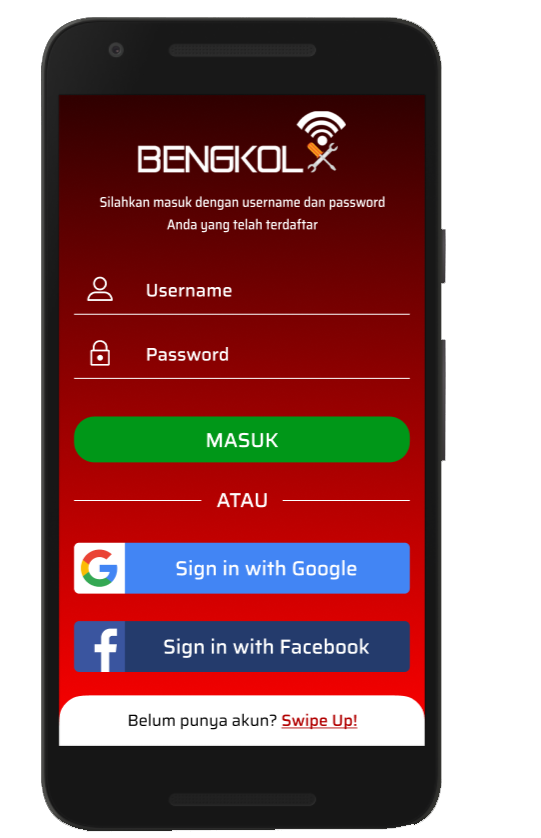 BENGKOL
Silahkan masuk dengan username dan password
Anda yang telah terdaftar
Username
Password
MASUK
ATAU
Sign in with Google
Sign in with Facebook
Belum punya akun? Swipe Up!